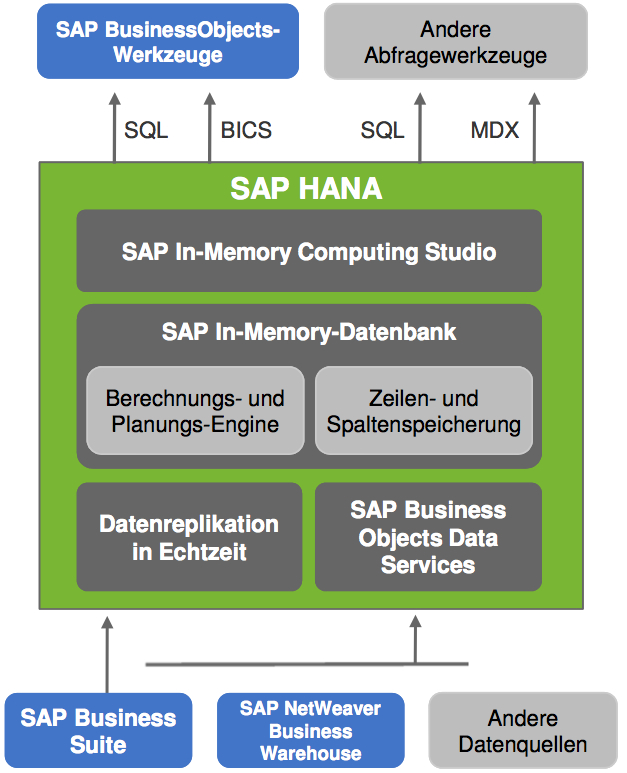 SAP BusinessObjects-
Werkzeuge
Andere
Abfragewerkzeuge
SQL
BICS
SQL
MDX
SAP HANA
SAP In-Memory Computing Studio
SAP In-Memory-Datenbank
Berechnungs- und
Planungs-Engine
Zeilen- und
Spaltenspeicherung
Datenreplikation
in Echtzeit
SAP Business
Objects Data
Services
SAP Business
Suite
SAP NetWeaver
Business
Warehouse
Andere
Datenquellen